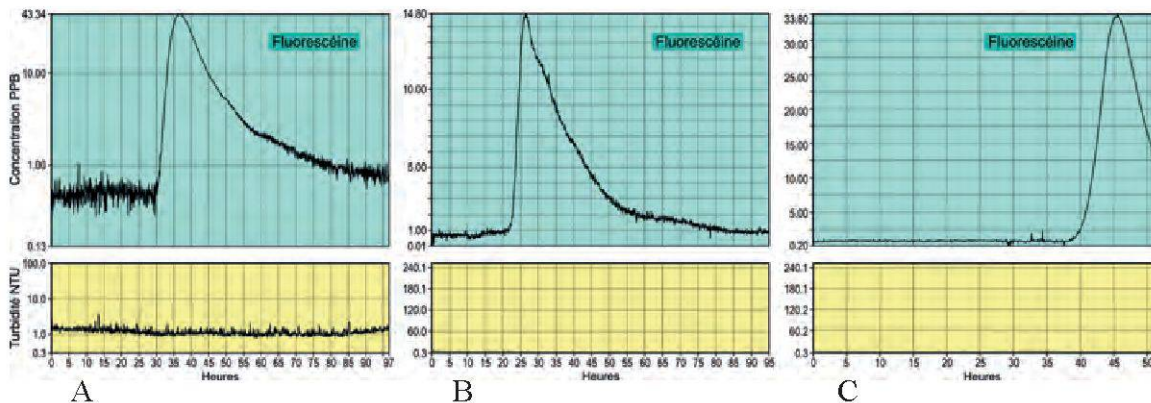 Concentration PPB
43.34
10.00
1.00
0.13
Fluorescéine
Turbidité NTU
100.0
10.0
1.0
0.3
0 5 10 15 20 25 30 35 40 45 50 55 60 65 70 75 80 85 90 97
Heures
A
14.80
10.00
5.00
1.00
0.01
Fluorescéine
240.1
180.1
120.0
60.0
0.3
0 5 10 15 20 25 30 35 40 45 50 55 60 65 70 75 80 85 95
Heures
B
33.80
30.00
25.00
20.00
15.00
10.00
5.00
0.20
Fluorescéine
240.1
180.1
120.2
60.2
0.3
0 5 10 15 20 25 30 35 40 45 50
Heures
C